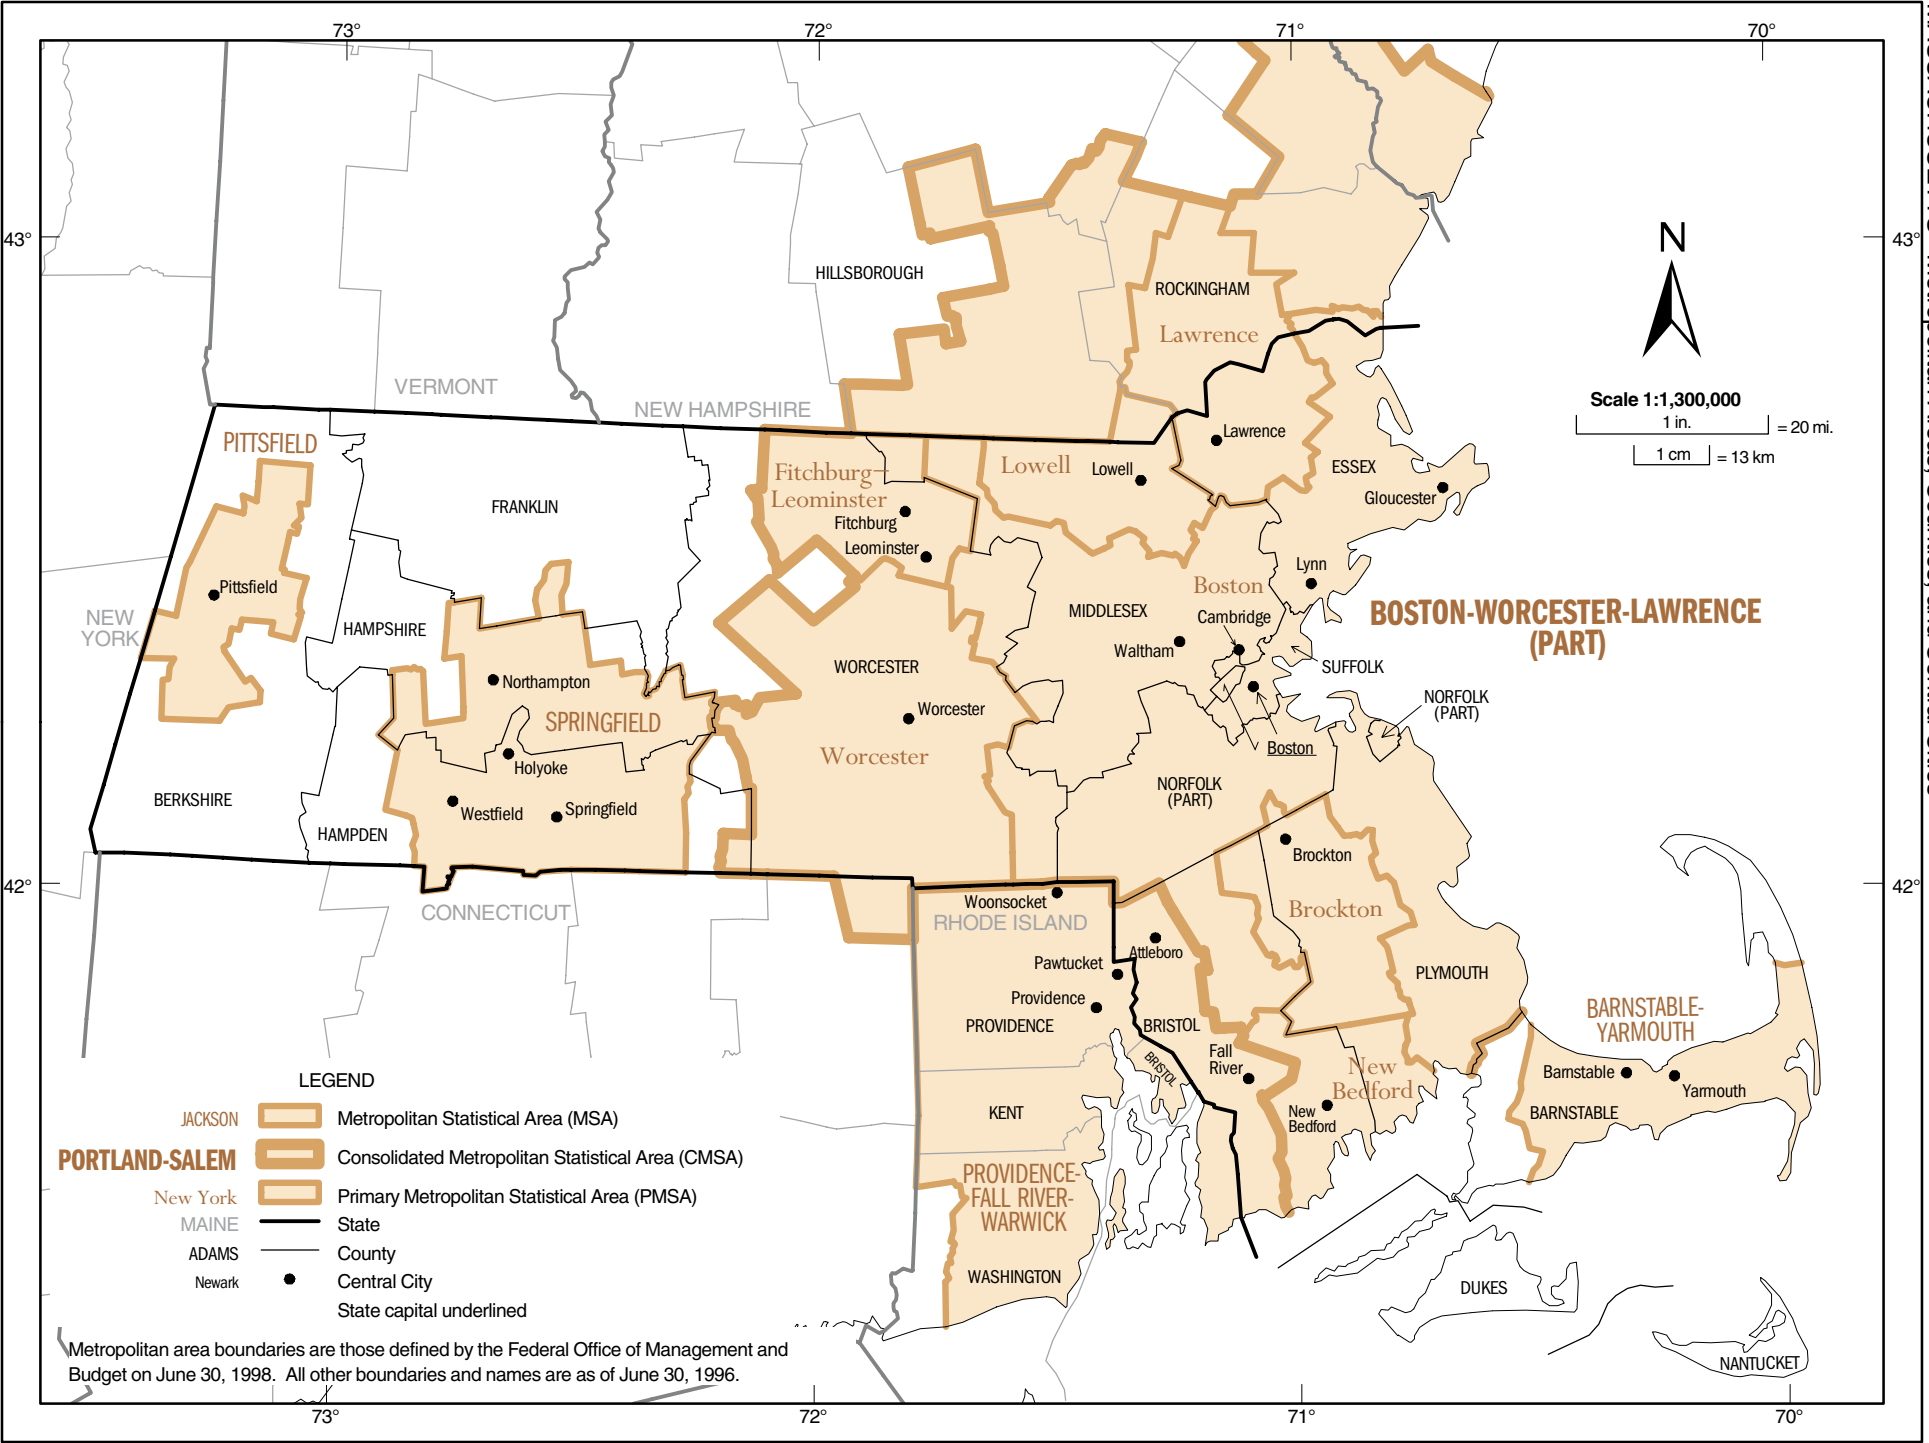 73°
72°
71°
70°
43°
43°
HILLSBOROUGH
ROCKINGHAM
Lawrence
N
VERMONT
NEW HAMPSHIRE
Scale 1:1,300,000
1 in.
= 20 mi.
1 cm
= 13 km
PITTSFIELD
Lawrence
Fitchburg–
Leominster
Lowell
Lowell
ESSEX
Gloucester
FRANKLIN
Fitchburg
Leominster
Lynn
Pittsfield
Boston
NEW
YORK
HAMPSHIRE
MIDDLESEX
Cambridge
Waltham
BOSTON-WORCESTER-LAWRENCE
(PART)
WORCESTER
SUFFOLK
Northampton
NORFOLK
(PART)
SPRINGFIELD
Worcester
Worcester
Boston
Holyoke
NORFOLK
(PART)
BERKSHIRE
Westfield
Springfield
HAMPDEN
Brockton
42°
42°
CONNECTICUT
Woonsocket
RHODE ISLAND
Brockton
Attleboro
Pawtucket
PLYMOUTH
Providence
PROVIDENCE
BRISTOL
BARNSTABLE-
YARMOUTH
Fall
River
BRISTOL
New
Bedford
Barnstable
Yarmouth
KENT
New
Bedford
BARNSTABLE
PROVIDENCE-
FALL RIVER-
WARWICK
WASHINGTON
DUKES
NANTUCKET
LEGEND
JACKSON Metropolitan Statistical Area (MSA)
PORTLAND-SALEM Consolidated Metropolitan Statistical Area (CMSA)
New York Primary Metropolitan Statistical Area (PMSA)
MAINE State
ADAMS County
Newark Central City
State capital underlined
Metropolitan area boundaries are those defined by the Federal Office of Management and
Budget on June 30, 1998.  All other boundaries and names are as of June 30, 1996.
73°
72°
71°
70°